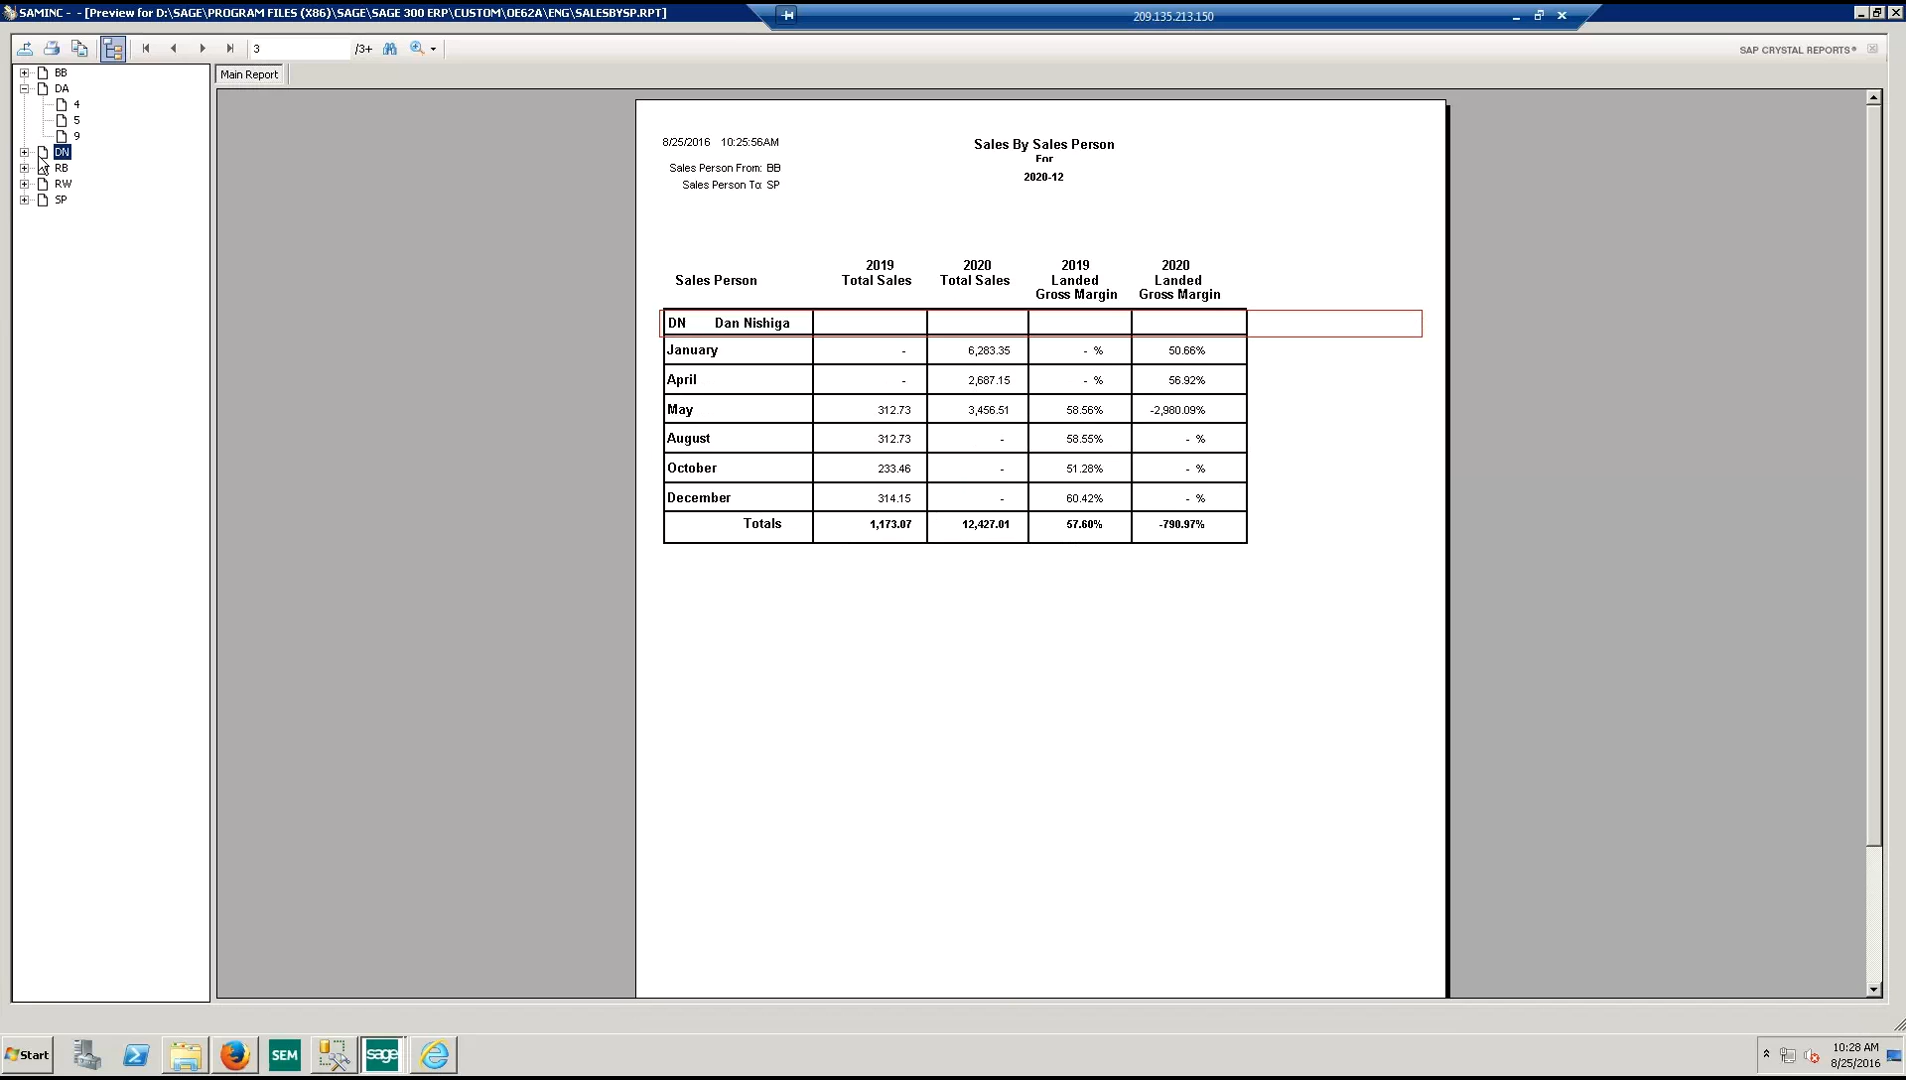 SAMINC - - [Preview for D:\SAGE\PROGRAM FILES (X86)\SAGE\SAGE 300 ERP\CUSTOM\OE62A\ENG\SALESBYSP.RPT]
209.135.213.150
3 /3+
SAP CRYSTAL REPORTS®
BB
DA
4
5
9
DN
RB
RW
SP
Main Report
8/25/2016 10:25:56AM
Sales By Sales Person
For
2020-12
Sales Person From: BB
Sales Person To: SP
Sales Person 2019 Total Sales 2020 Total Sales 2019 Landed Gross Margin 2020 Landed Gross Margin
DN Dan Nishiga
January - 6,283.35 - % 50.66%
April - 2,687.15 - % 56.92%
May 312.73 3,456.51 58.56% -2,980.09%
August 312.73 - 58.55% - %
October 233.46 - 51.28% - %
December 314.15 - 60.42% - %
Totals 1,173.07 12,427.01 57.60% -790.97%
Start
SEM
sage
10:28 AM
8/25/2016